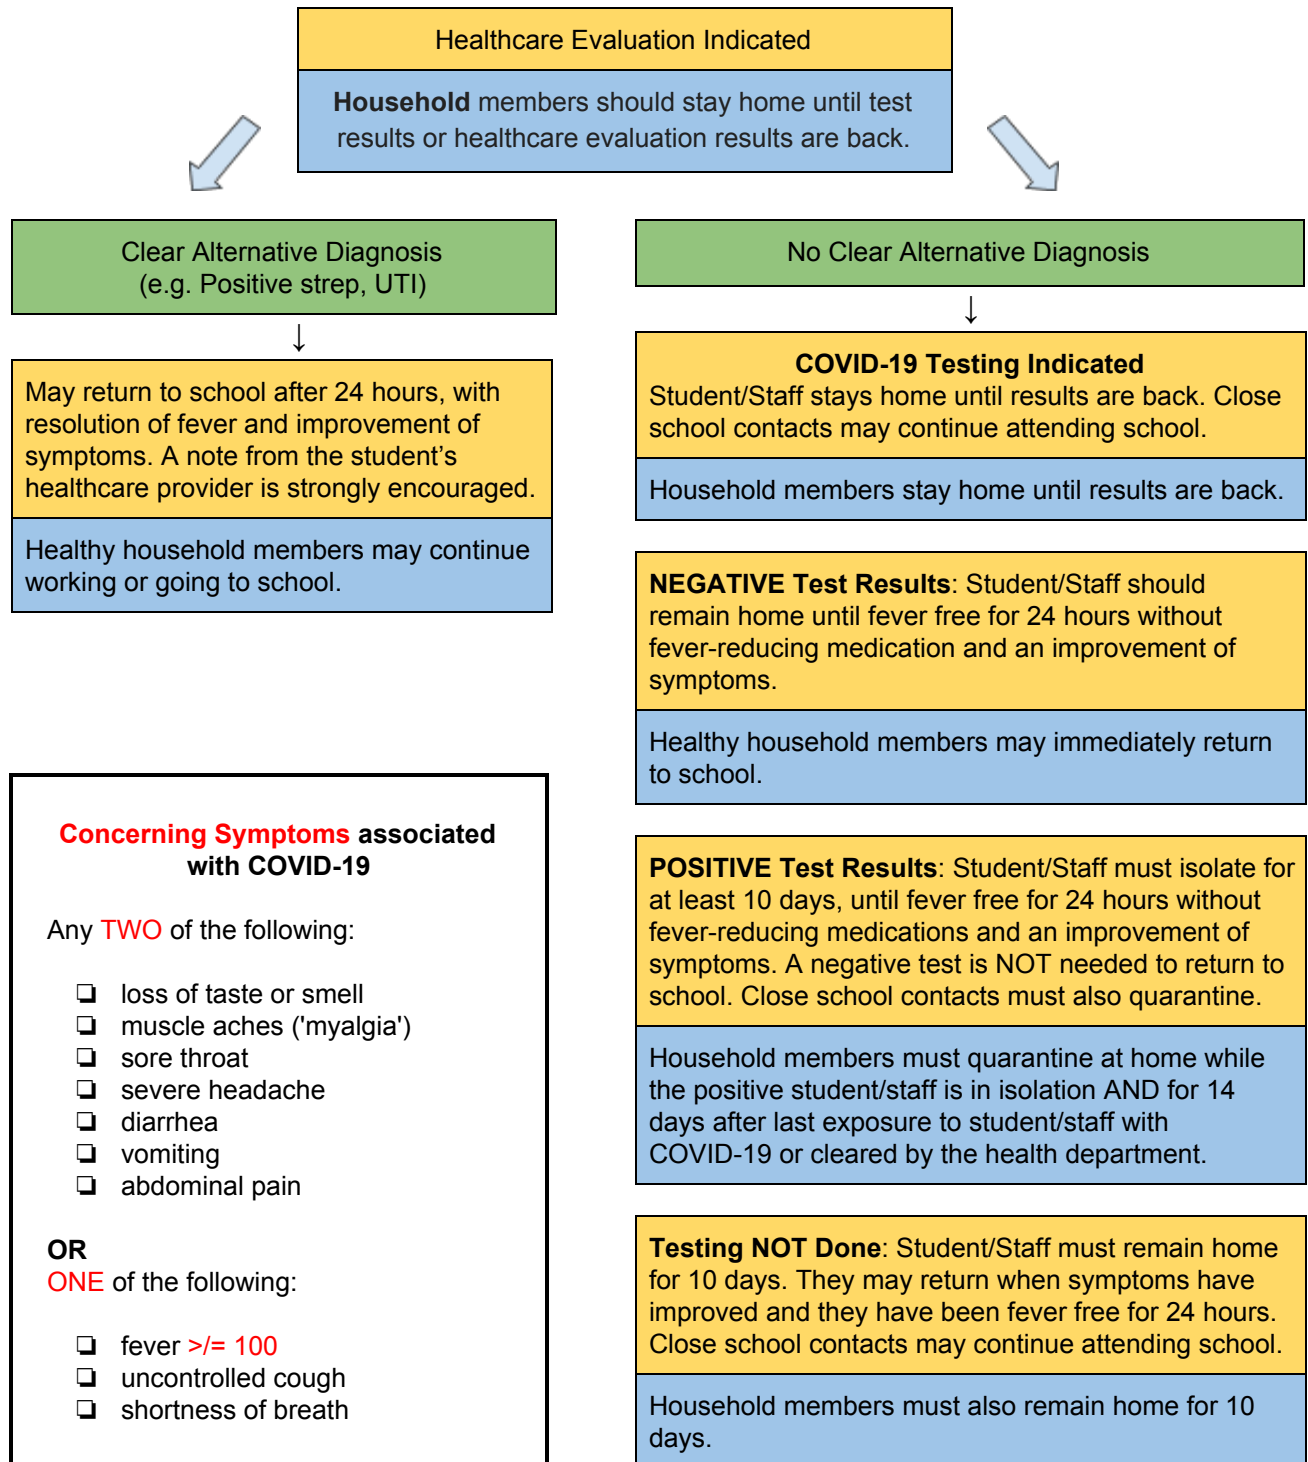 Healthcare Evaluation Indicated
Household members should stay home until test
results or healthcare evaluation results are back.
Clear Alternative Diagnosis
(e.g. Positive strep, UTI)
↓
May return to school after 24 hours, with
resolution of fever and improvement of
symptoms. A note from the student's
healthcare provider is strongly encouraged.
Healthy household members may continue
working or going to school.
Concerning Symptoms associated
with COVID-19
Any TWO of the following:
❏ loss of taste or smell
❏ muscle aches ('myalgia')
❏ sore throat
❏ severe headache
❏ diarrhea
❏ vomiting
❏ abdominal pain
OR
ONE of the following:
❏ fever >/= 100
❏ uncontrolled cough
❏ shortness of breath
No Clear Alternative Diagnosis
↓
COVID-19 Testing Indicated
Student/Staff stays home until results are back. Close
school contacts may continue attending school.
Household members stay home until results are back.
NEGATIVE Test Results: Student/Staff should
remain home until fever free for 24 hours without
fever-reducing medication and an improvement of
symptoms.
Healthy household members may immediately return
to school.
POSITIVE Test Results: Student/Staff must isolate for
at least 10 days, until fever free for 24 hours without
fever-reducing medications and an improvement of
symptoms. A negative test is NOT needed to return to
school. Close school contacts must also quarantine.
Household members must quarantine at home while
the positive student/staff is in isolation AND for 14
days after last exposure to student/staff with
COVID-19 or cleared by the health department.
Testing NOT Done: Student/Staff must remain home
for 10 days. They may return when symptoms have
improved and they have been fever free for 24 hours.
Close school contacts may continue attending school.
Household members must also remain home for 10
days.